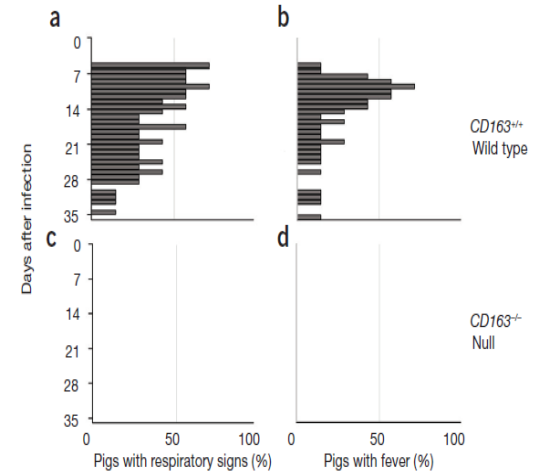 a
b
0
7
14
21
28
35
CD163+/+
Wild type
Days after infection
c
d
0
7
14
21
28
35
CD163-/-
Null
0
50
100
0
50
100
Pigs with respiratory signs (%)
Pigs with fever (%)